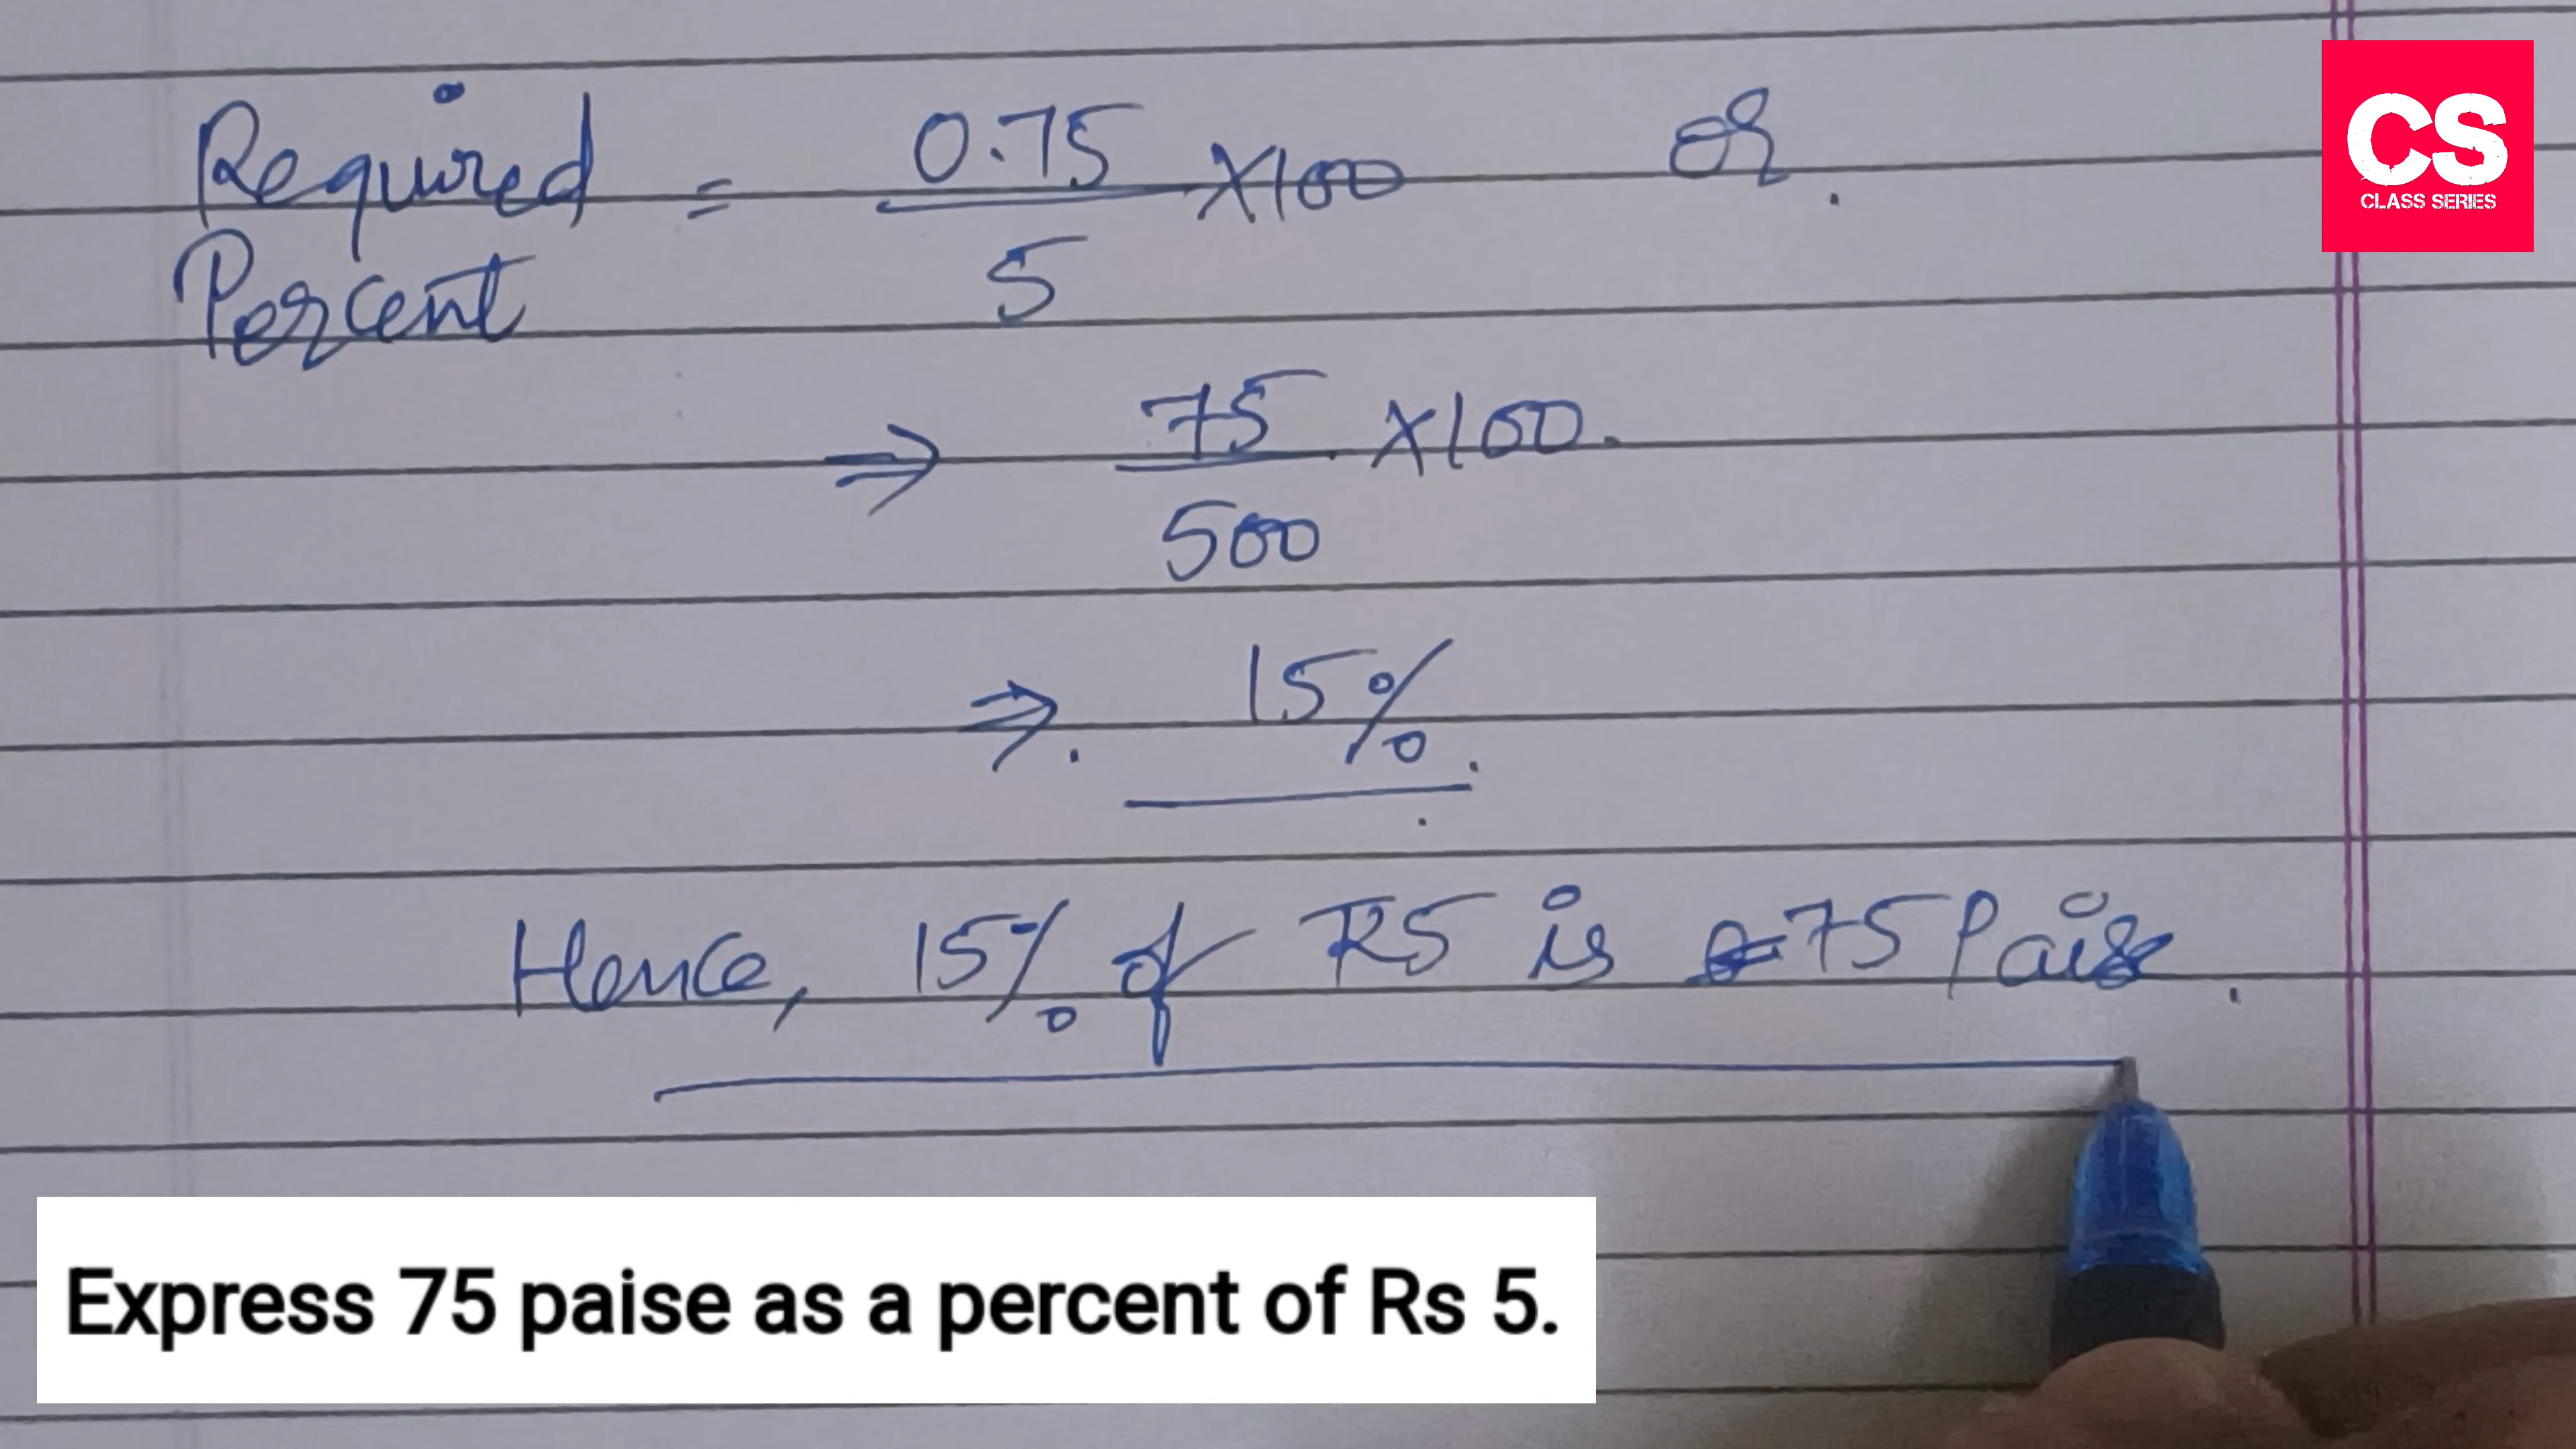 Required = 0.75/5 ×100 or
Percent
⇒ 75/500 ×100.
⇒. 15%.
Hence, 15% of ₹5 is 75 Paise.
CS
CLASS SERIES
Express 75 paise as a percent of Rs 5.